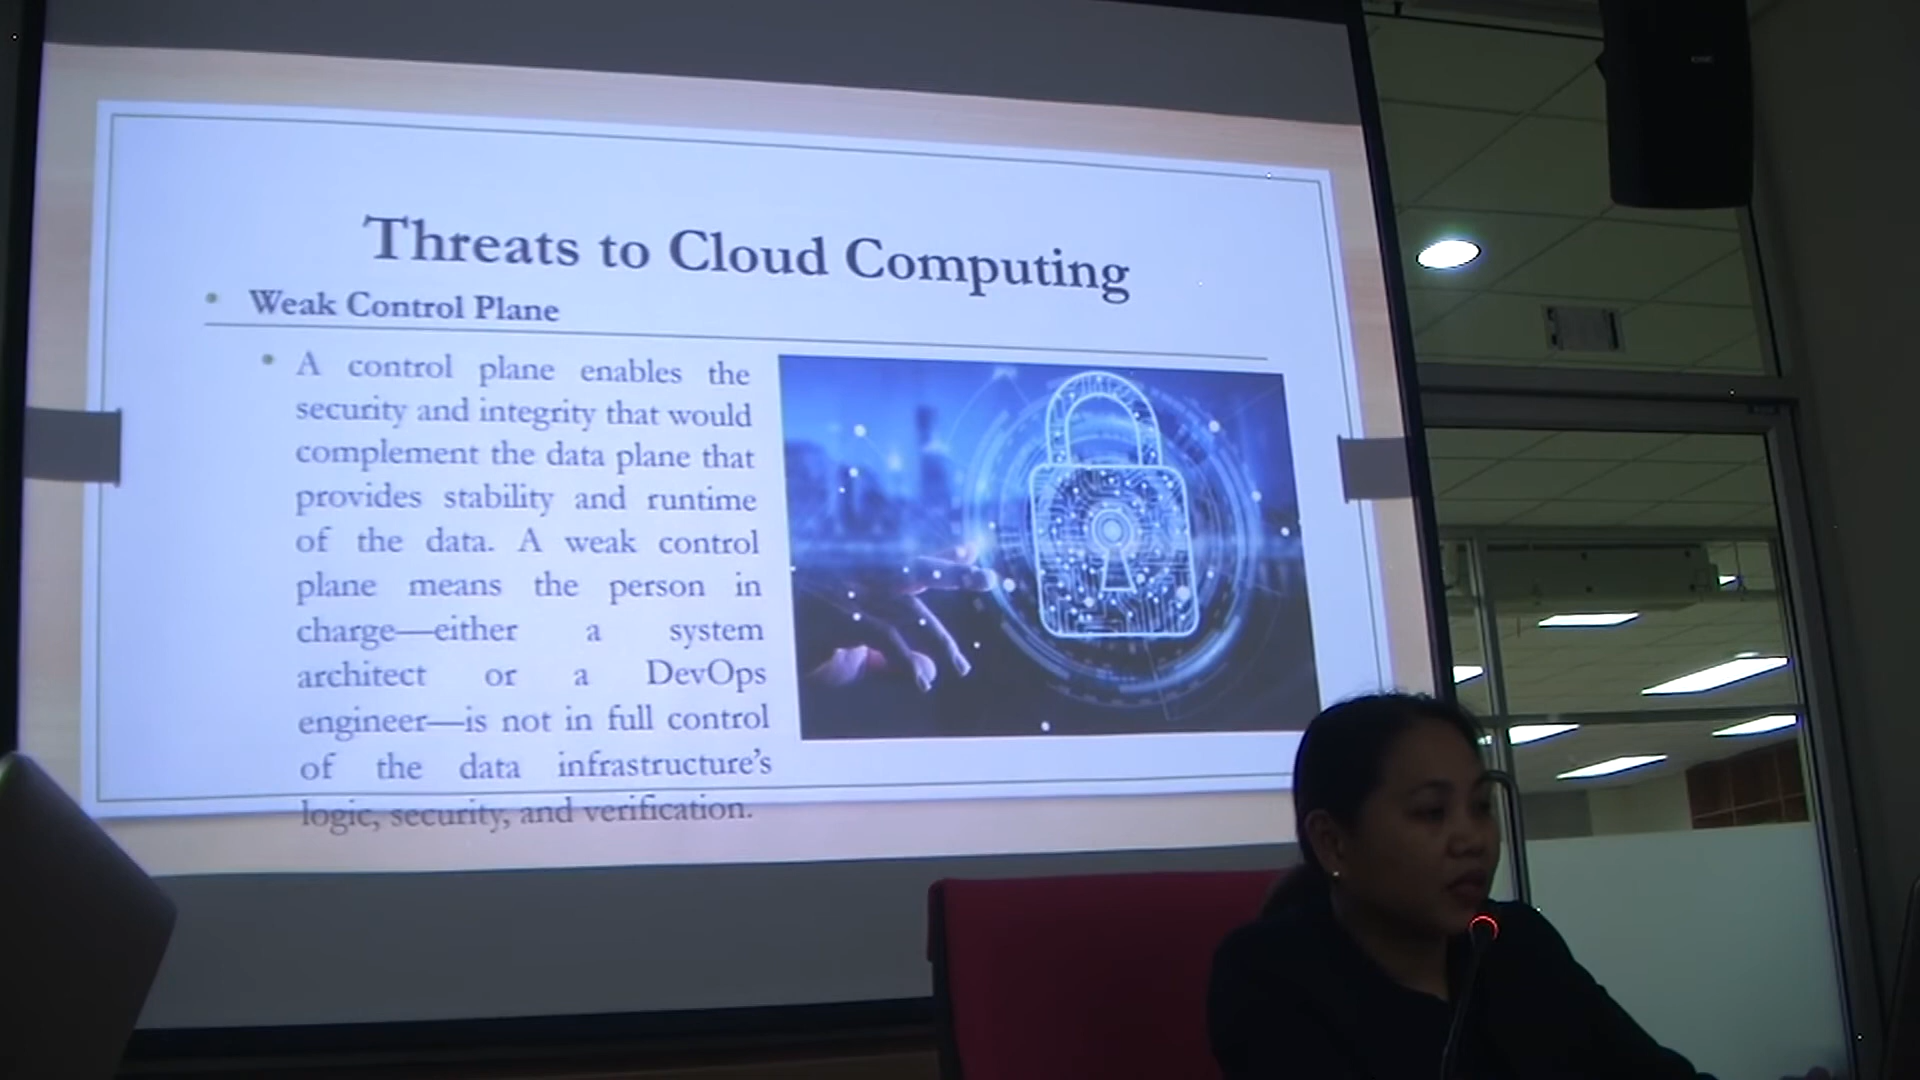 Threats to Cloud Computing
• Weak Control Plane
• A control plane enables the
security and integrity that would
complement the data plane that
provides stability and runtime
of the data. A weak control
plane means the person in
charge—either a system
architect or a DevOps
engineer—is not in full control
of the data infrastructure's
logic, security, and verification.